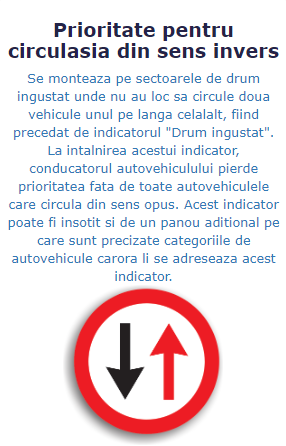 Prioritate pentru
circulasia din sens invers
Se monteaza pe sectoarele de drum
ingustat unde nu au loc sa circule doua
vehicule unul pe langa celalalt, fiind
precedat de indicatorul "Drum ingustat".
La intalnirea acestui indicator,
conducatorul autovehiculului pierde
prioritatea fata de toate autovehiculele
care circula din sens opus. Acest indicator
poate fi insotit si de un panou aditional pe
care sunt precizate categoriile de
autovehicule carora li se adreseaza acest
indicator.